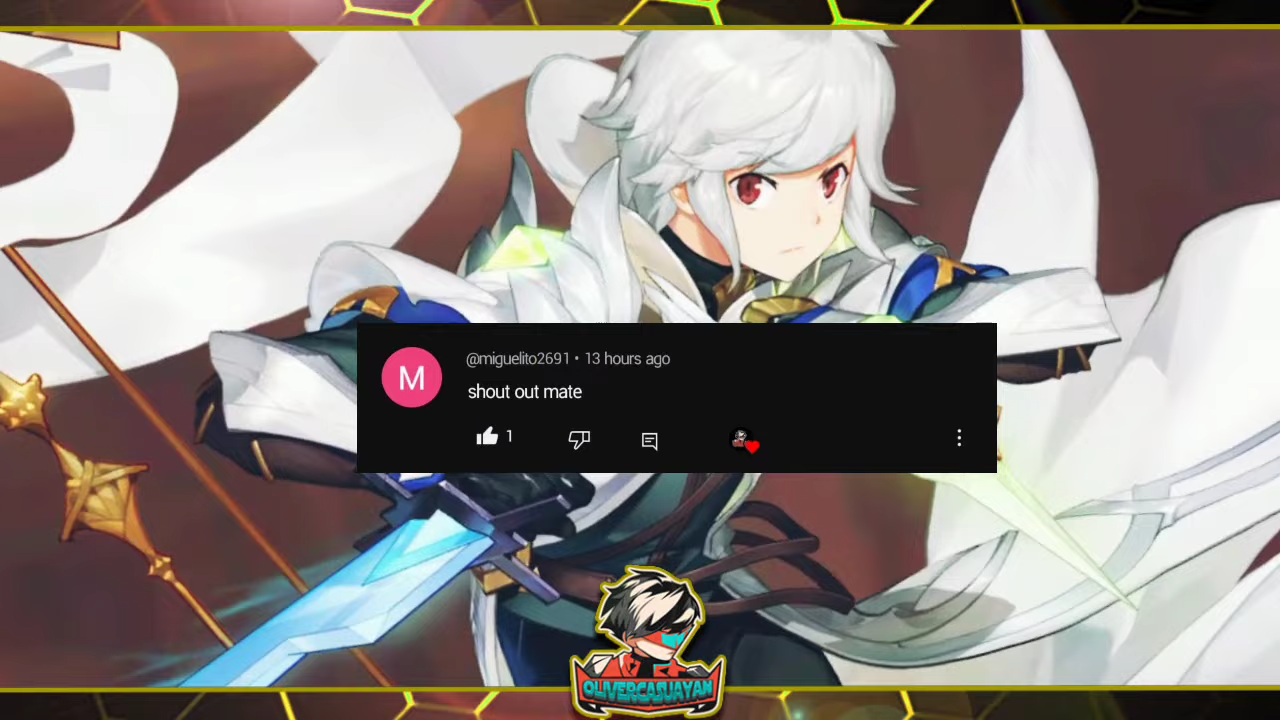 M
@miguelito2691 • 13 hours ago
shout out mate
1
OLIVERCASUAYAN